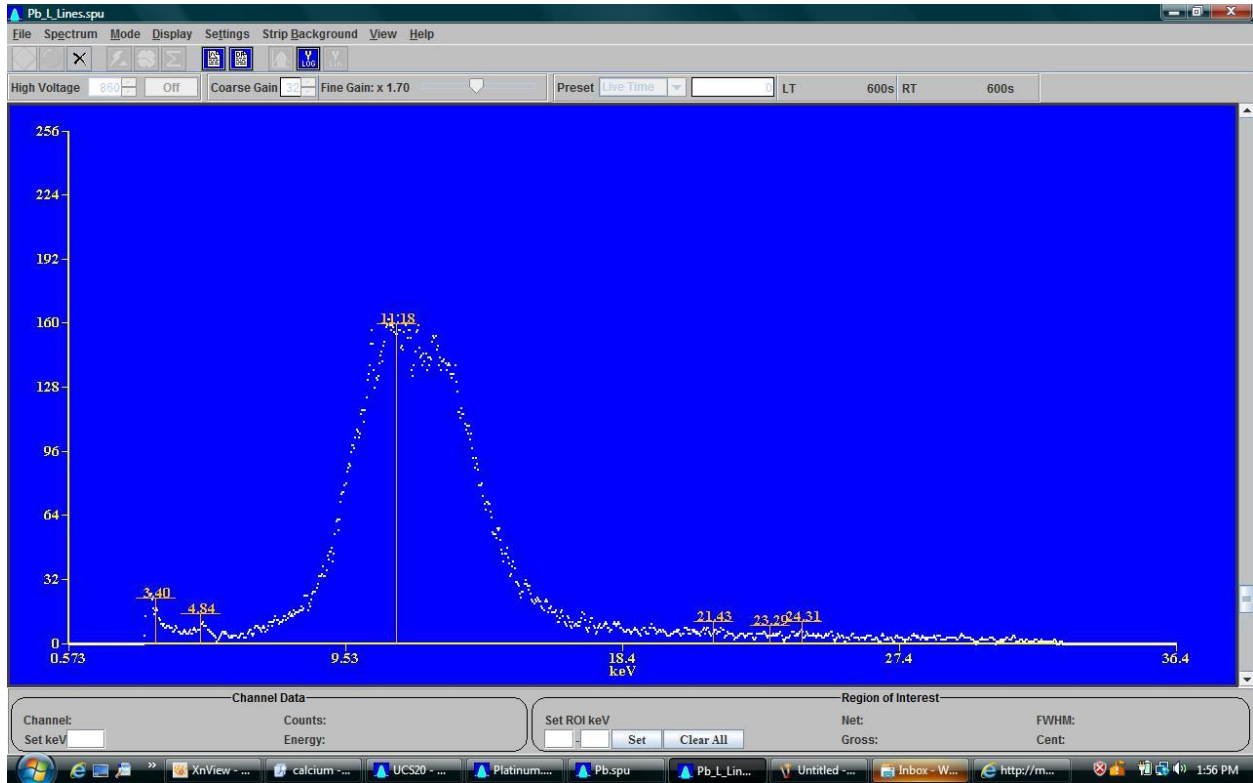 Pb_L_Lines.spu
File Spectrum Mode Display Settings Strip Background View Help
Y LOG
High Voltage 860 Off Coarse Gain 32 Fine Gain: x 1.70 Preset Live Time 0 LT 600s RT 600s
256
224
192
160
128
96
64
32
0
11.18
3.40
4.84
21.43
23.29
24.31
0.573 9.53 18.4 27.4 36.4
keV
Channel Data
Channel: Counts:
Set keV Energy:
Region of Interest
Set ROI keV Net: FWHM:
- Set Clear All Gross: Cent:
XnView - ... calcium -... UCS20 - ... Platinum.... Pb.spu Pb_L_Lin... Untitled -... Inbox - W... http://m... 1:56 PM